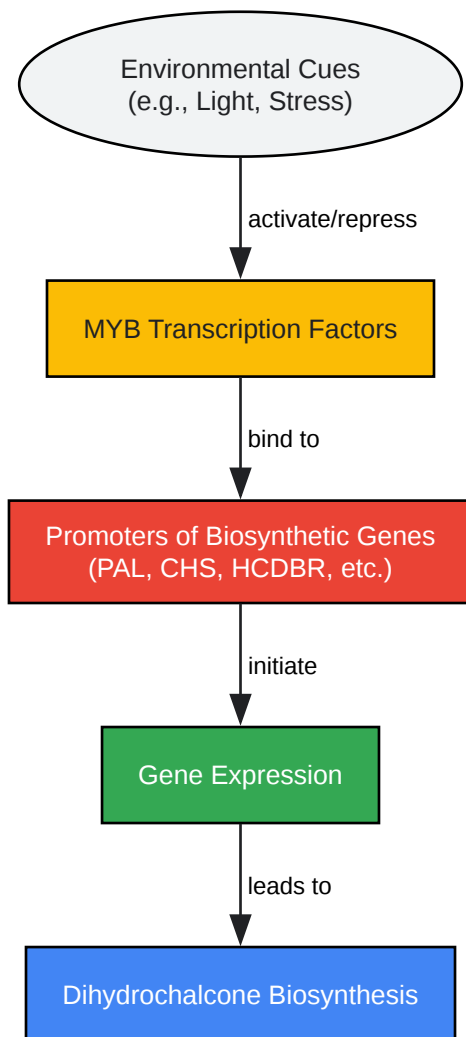 Environmental Cues
(e.g., Light, Stress)
activate/repress
MYB Transcription Factors
bind to
Promoters of Biosynthetic Genes
(PAL, CHS, HCDBR, etc.)
initiate
Gene Expression
leads to
Dihydrochalcone Biosynthesis